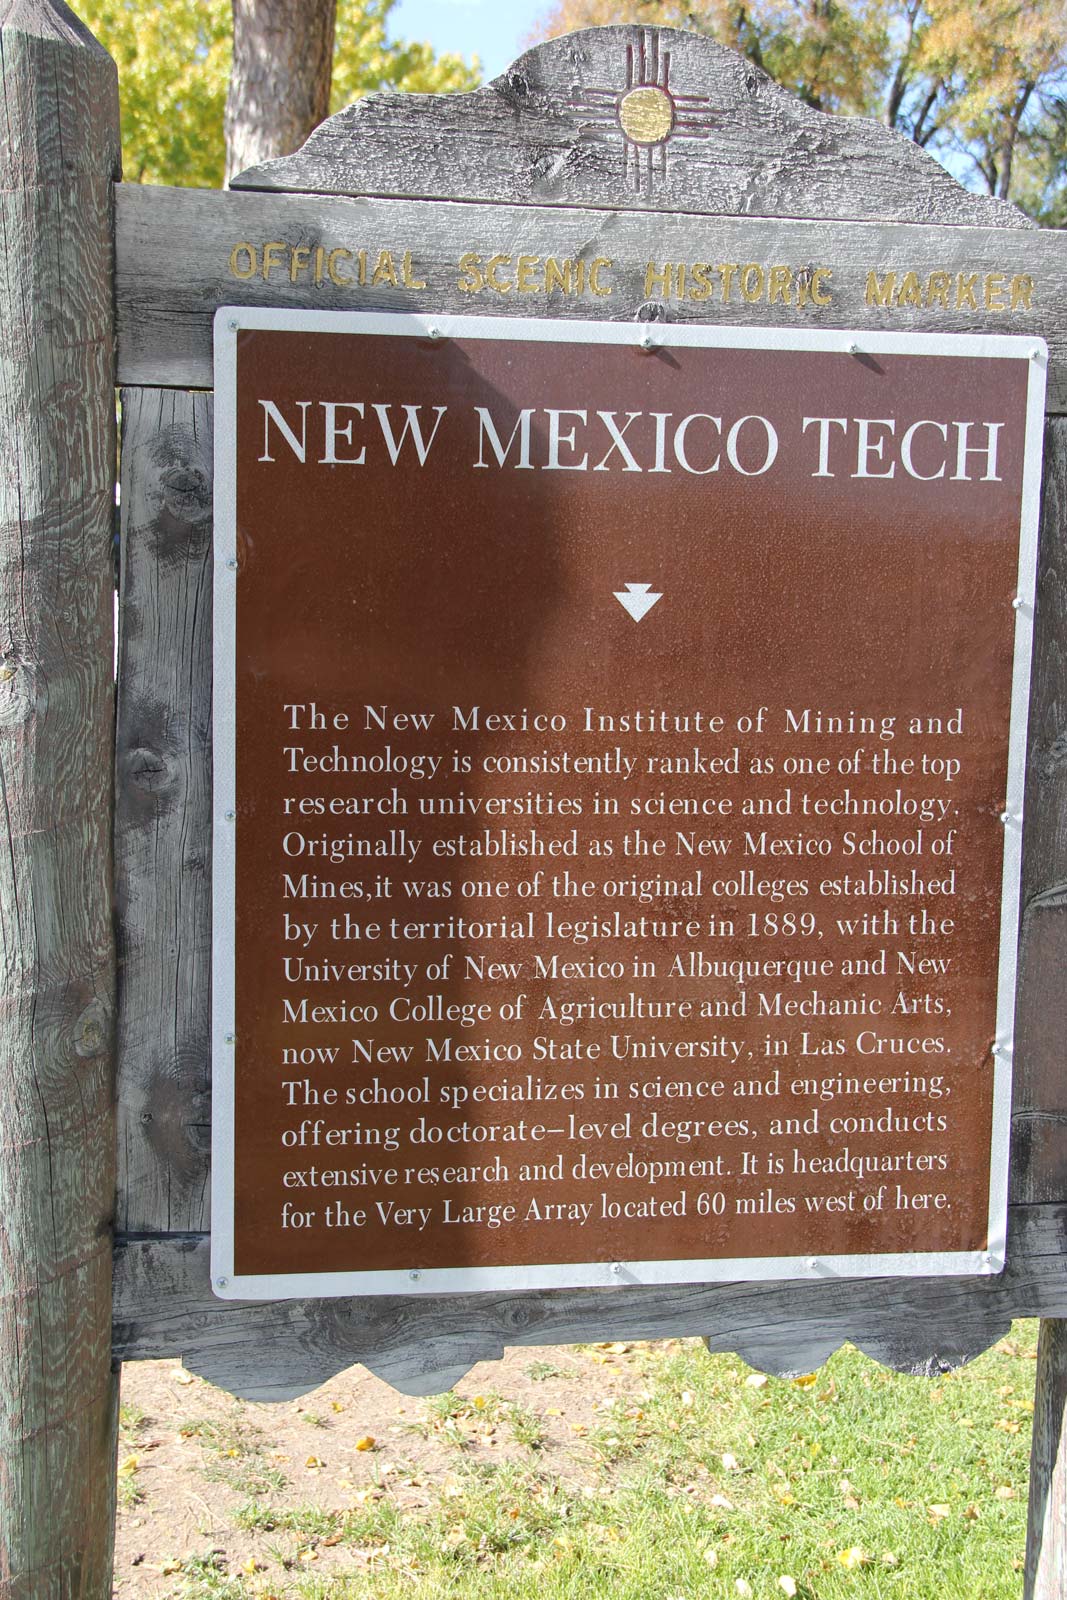 OFFICIAL SCENIC HISTORIC MARKER
NEW MEXICO TECH
The New Mexico Institute of Mining and
Technology is consistently ranked as one of the top
research universities in science and technology.
Originally established as the New Mexico School of
Mines,it was one of the original colleges established
by the territorial legislature in 1889, with the
University of New Mexico in Albuquerque and New
Mexico College of Agriculture and Mechanic Arts,
now New Mexico State University, in Las Cruces.
The school specializes in science and engineering,
offering doctorate–level degrees, and conducts
extensive research and development. It is headquarters
for the Very Large Array located 60 miles west of here.